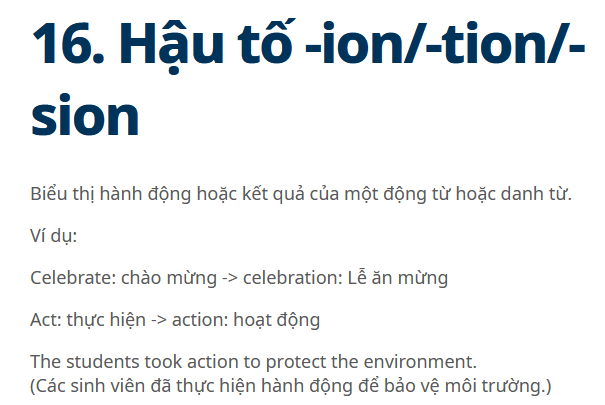 16. Hậu tố -ion/-tion/-
sion
Biểu thị hành động hoặc kết quả của một động từ hoặc danh từ.
Ví dụ:
Celebrate: chào mừng -> celebration: Lễ ăn mừng
Act: thực hiện -> action: hoạt động
The students took action to protect the environment.
(Các sinh viên đã thực hiện hành động để bảo vệ môi trường.)